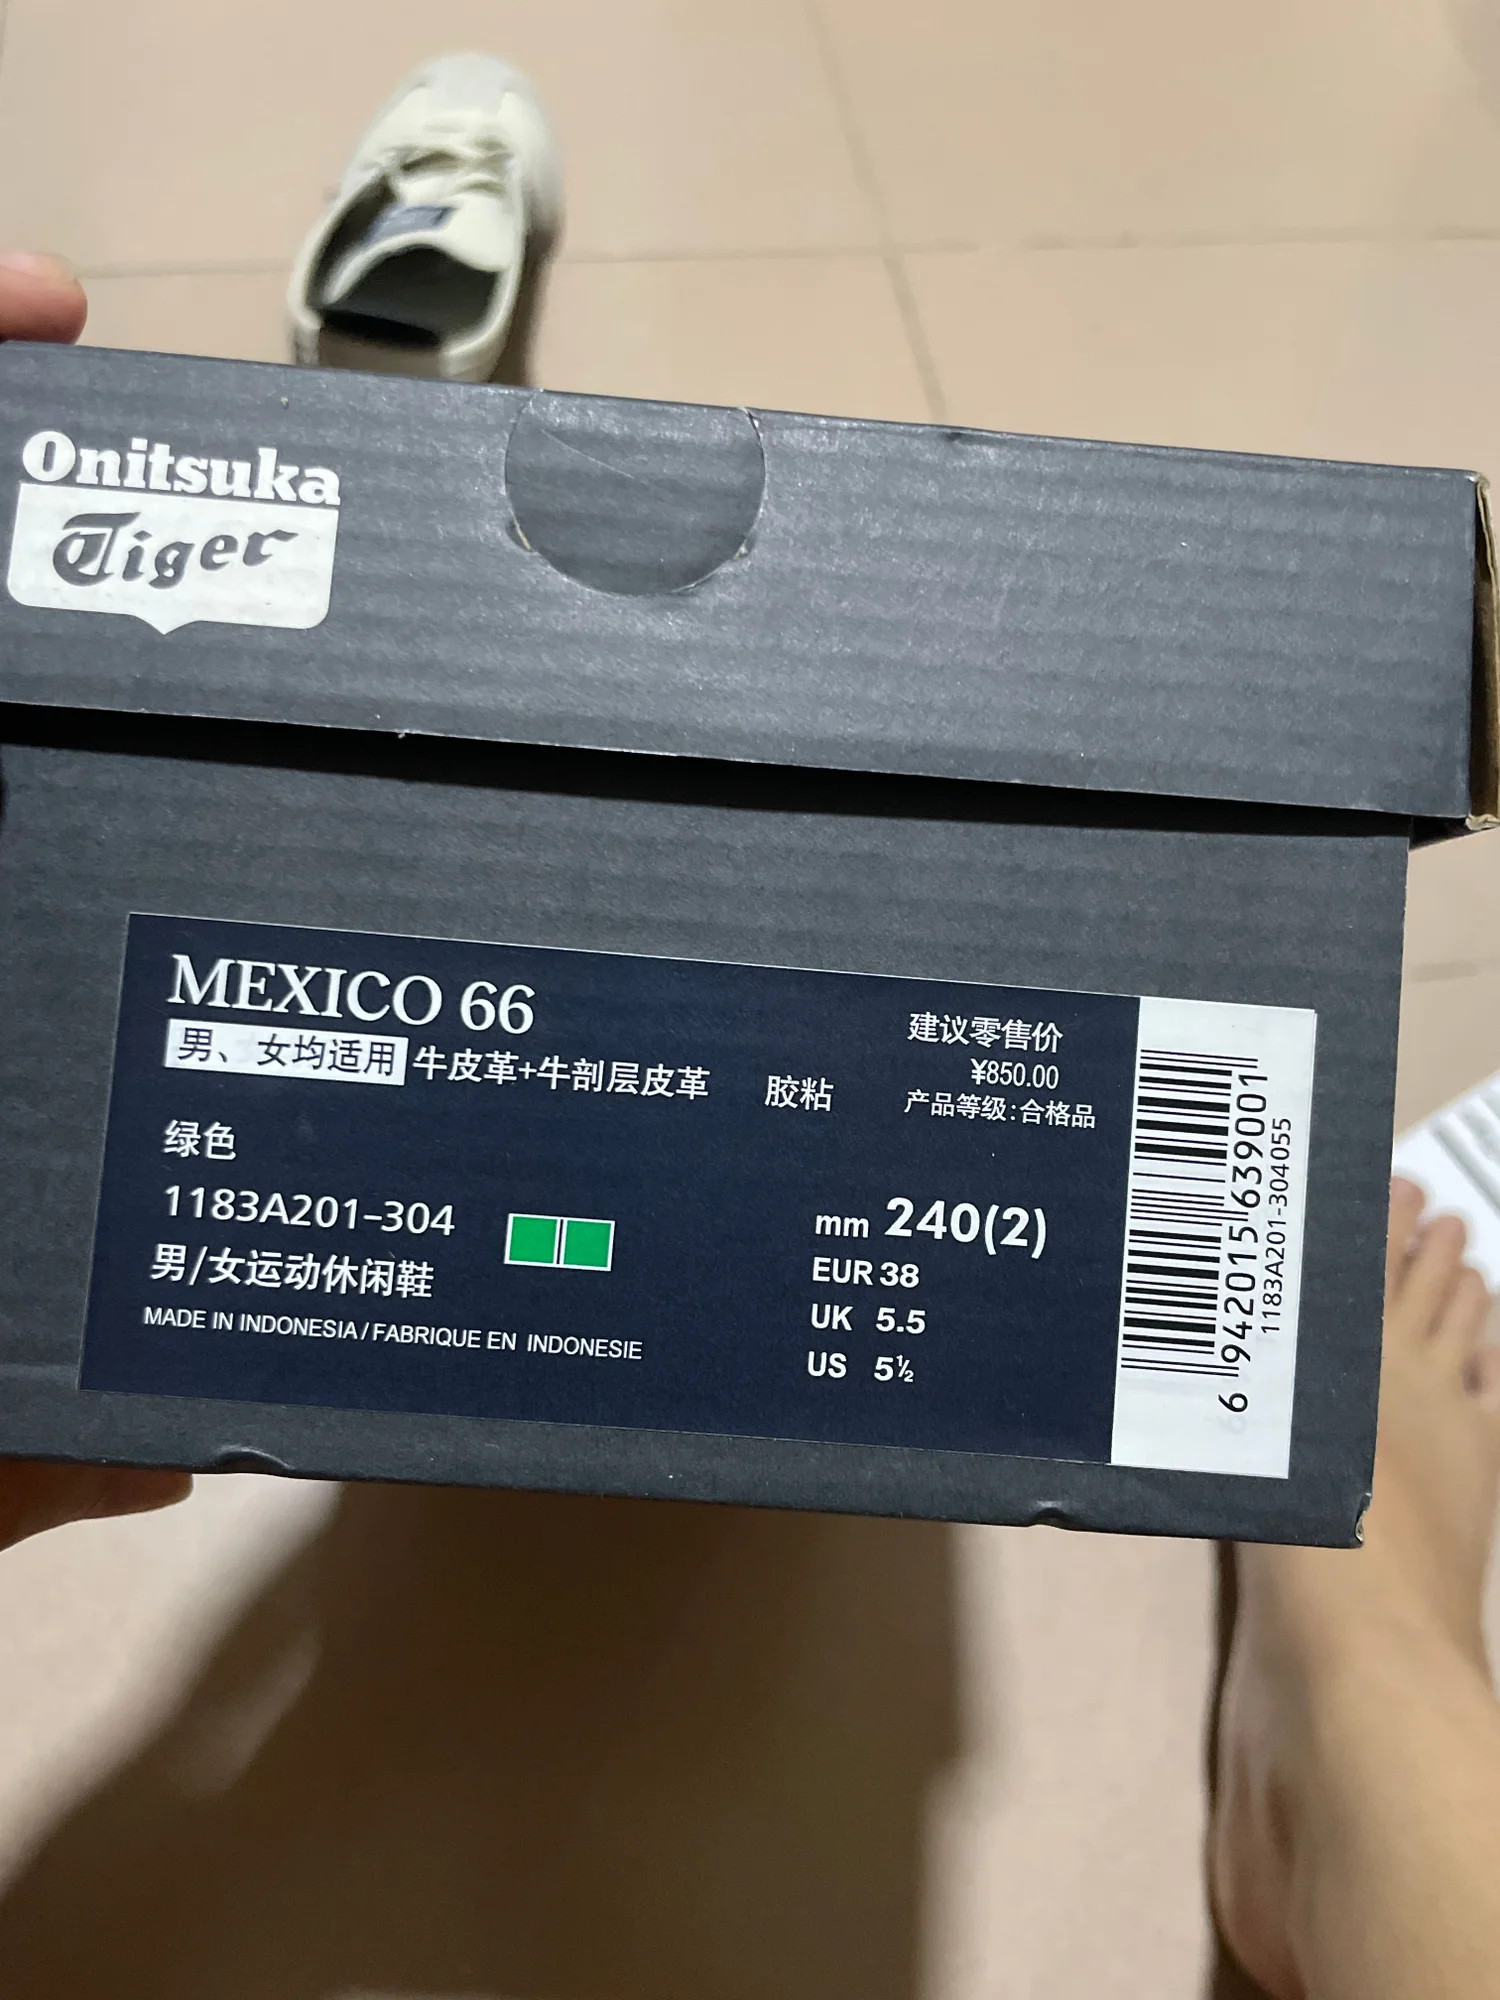 Onitsuka
Tiger
MEXICO 66
男、女均适用 牛皮革+牛剖层皮革 胶粘
建议零售价
¥850.00
产品等级:合格品
绿色
1183A201-304
男/女运动休闲鞋
MADE IN INDONESIA / FABRIQUE EN INDONESIE
mm 240(2)
EUR 38
UK 5.5
US 5½
6 942015 639001
1183A201-304055